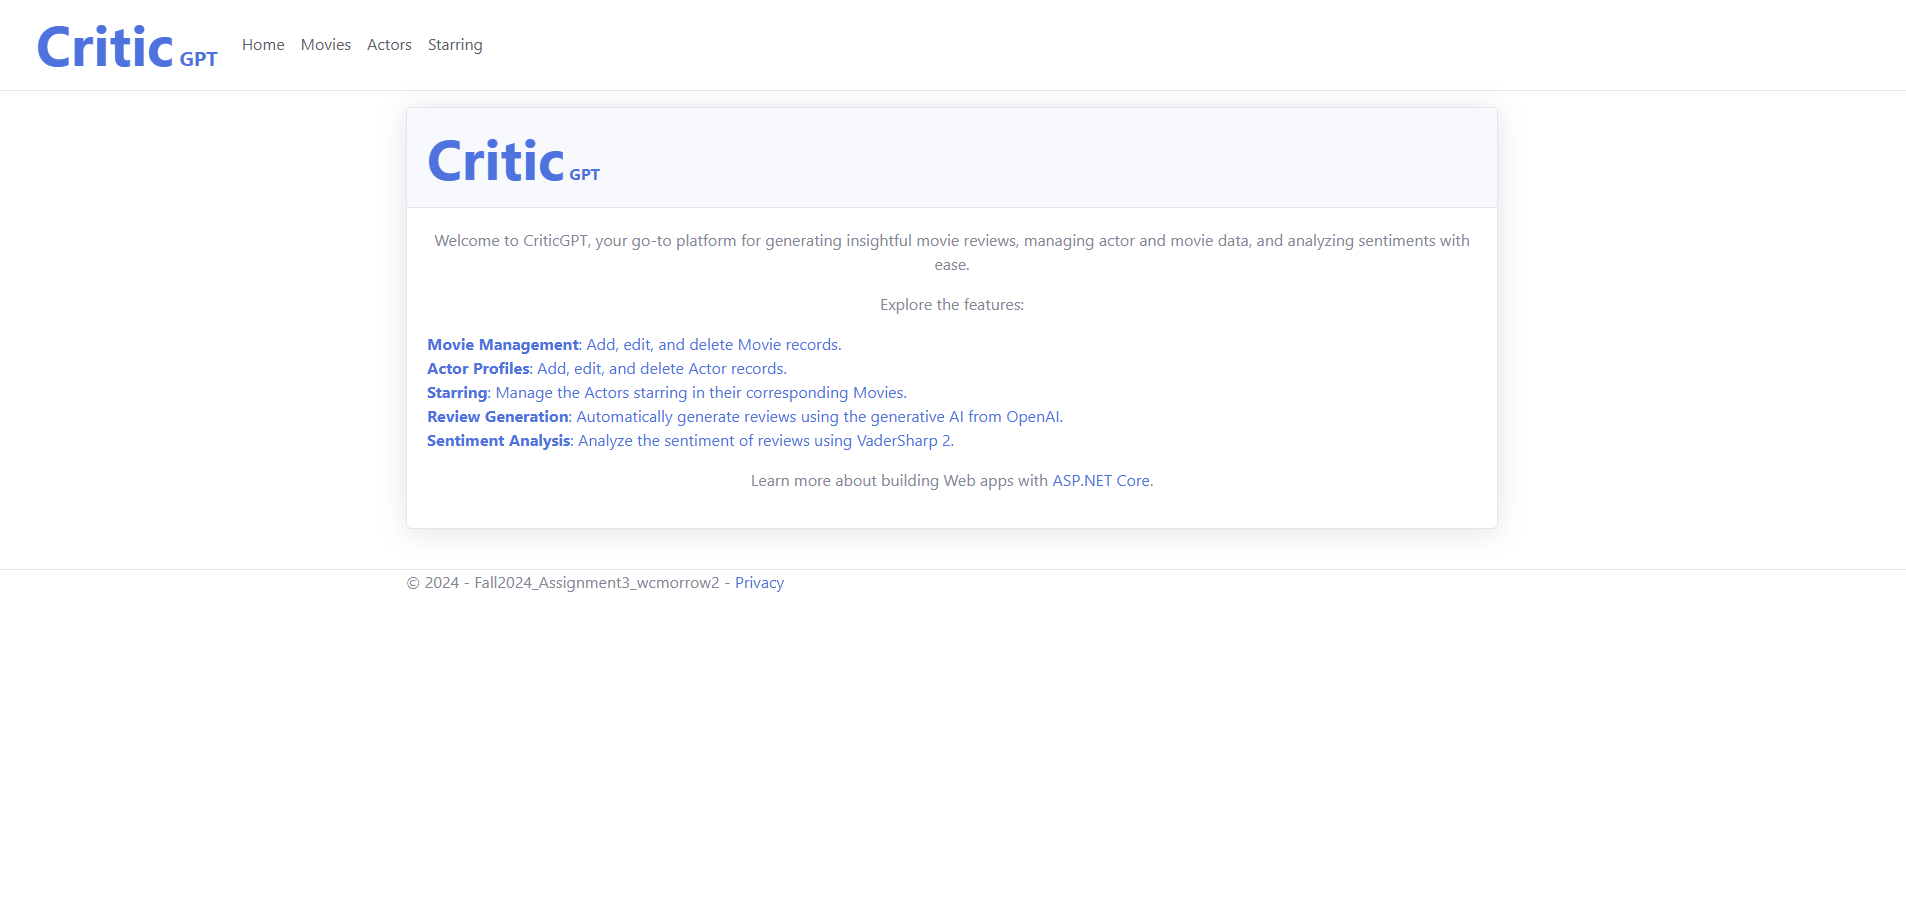 Critic GPT Home Movies Actors Starring
Critic GPT
Welcome to CriticGPT, your go-to platform for generating insightful movie reviews, managing actor and movie data, and analyzing sentiments with
ease.
Explore the features:
Movie Management: Add, edit, and delete Movie records.
Actor Profiles: Add, edit, and delete Actor records.
Starring: Manage the Actors starring in their corresponding Movies.
Review Generation: Automatically generate reviews using the generative AI from OpenAI.
Sentiment Analysis: Analyze the sentiment of reviews using VaderSharp 2.
Learn more about building Web apps with ASP.NET Core.
© 2024 - Fall2024_Assignment3_wcmorrow2 - Privacy